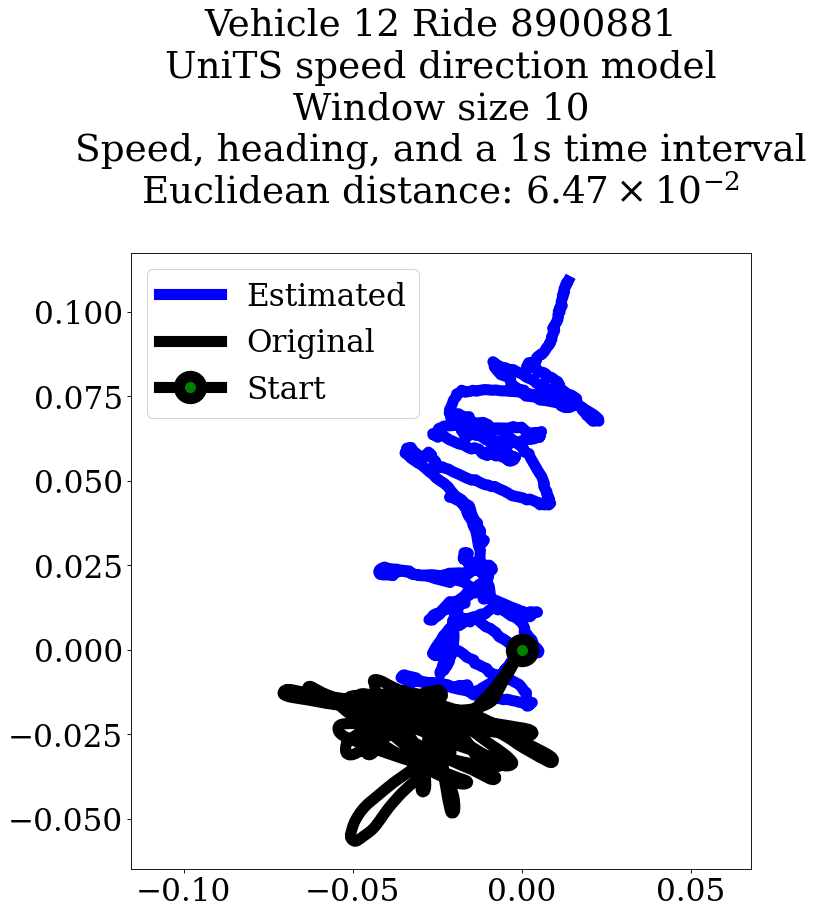 Vehicle 12 Ride 8900881
UniTS speed direction model
Window size 10
Speed, heading, and a 1s time interval
Euclidean distance: 6.47 × 10⁻²
Estimated
Original
Start
0.100
0.075
0.050
0.025
0.000
−0.025
−0.050
−0.10
−0.05
0.00
0.05